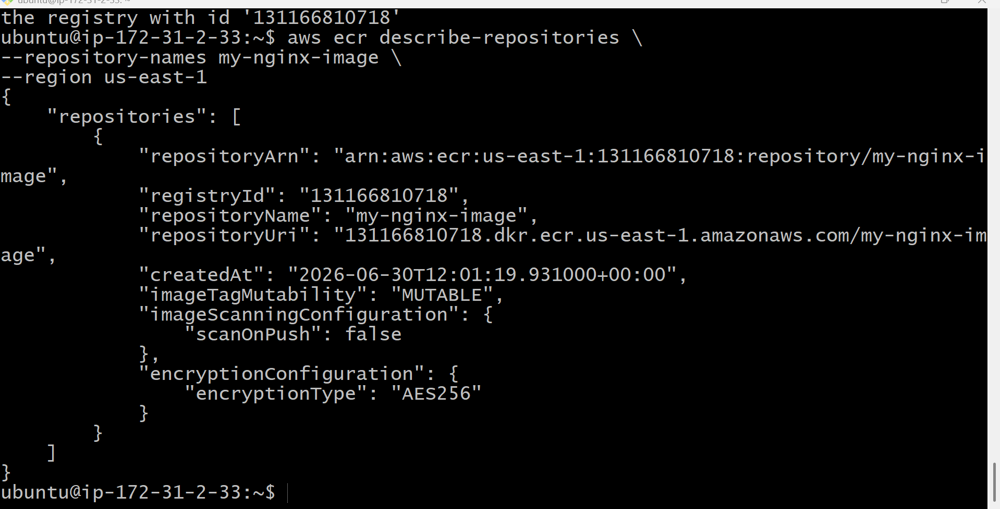 ubuntu@ip-172-31-2-33: ~
the registry with id '131166810718'
ubuntu@ip-172-31-2-33:~$ aws ecr describe-repositories \
--repository-names my-nginx-image \
--region us-east-1
{
    "repositories": [
        {
            "repositoryArn": "arn:aws:ecr:us-east-1:131166810718:repository/my-nginx-i
mage",
            "registryId": "131166810718",
            "repositoryName": "my-nginx-image",
            "repositoryUri": "131166810718.dkr.ecr.us-east-1.amazonaws.com/my-nginx-im
age",
            "createdAt": "2026-06-30T12:01:19.931000+00:00",
            "imageTagMutability": "MUTABLE",
            "imageScanningConfiguration": {
                "scanOnPush": false
            },
            "encryptionConfiguration": {
                "encryptionType": "AES256"
            }
        }
    ]
}
ubuntu@ip-172-31-2-33:~$